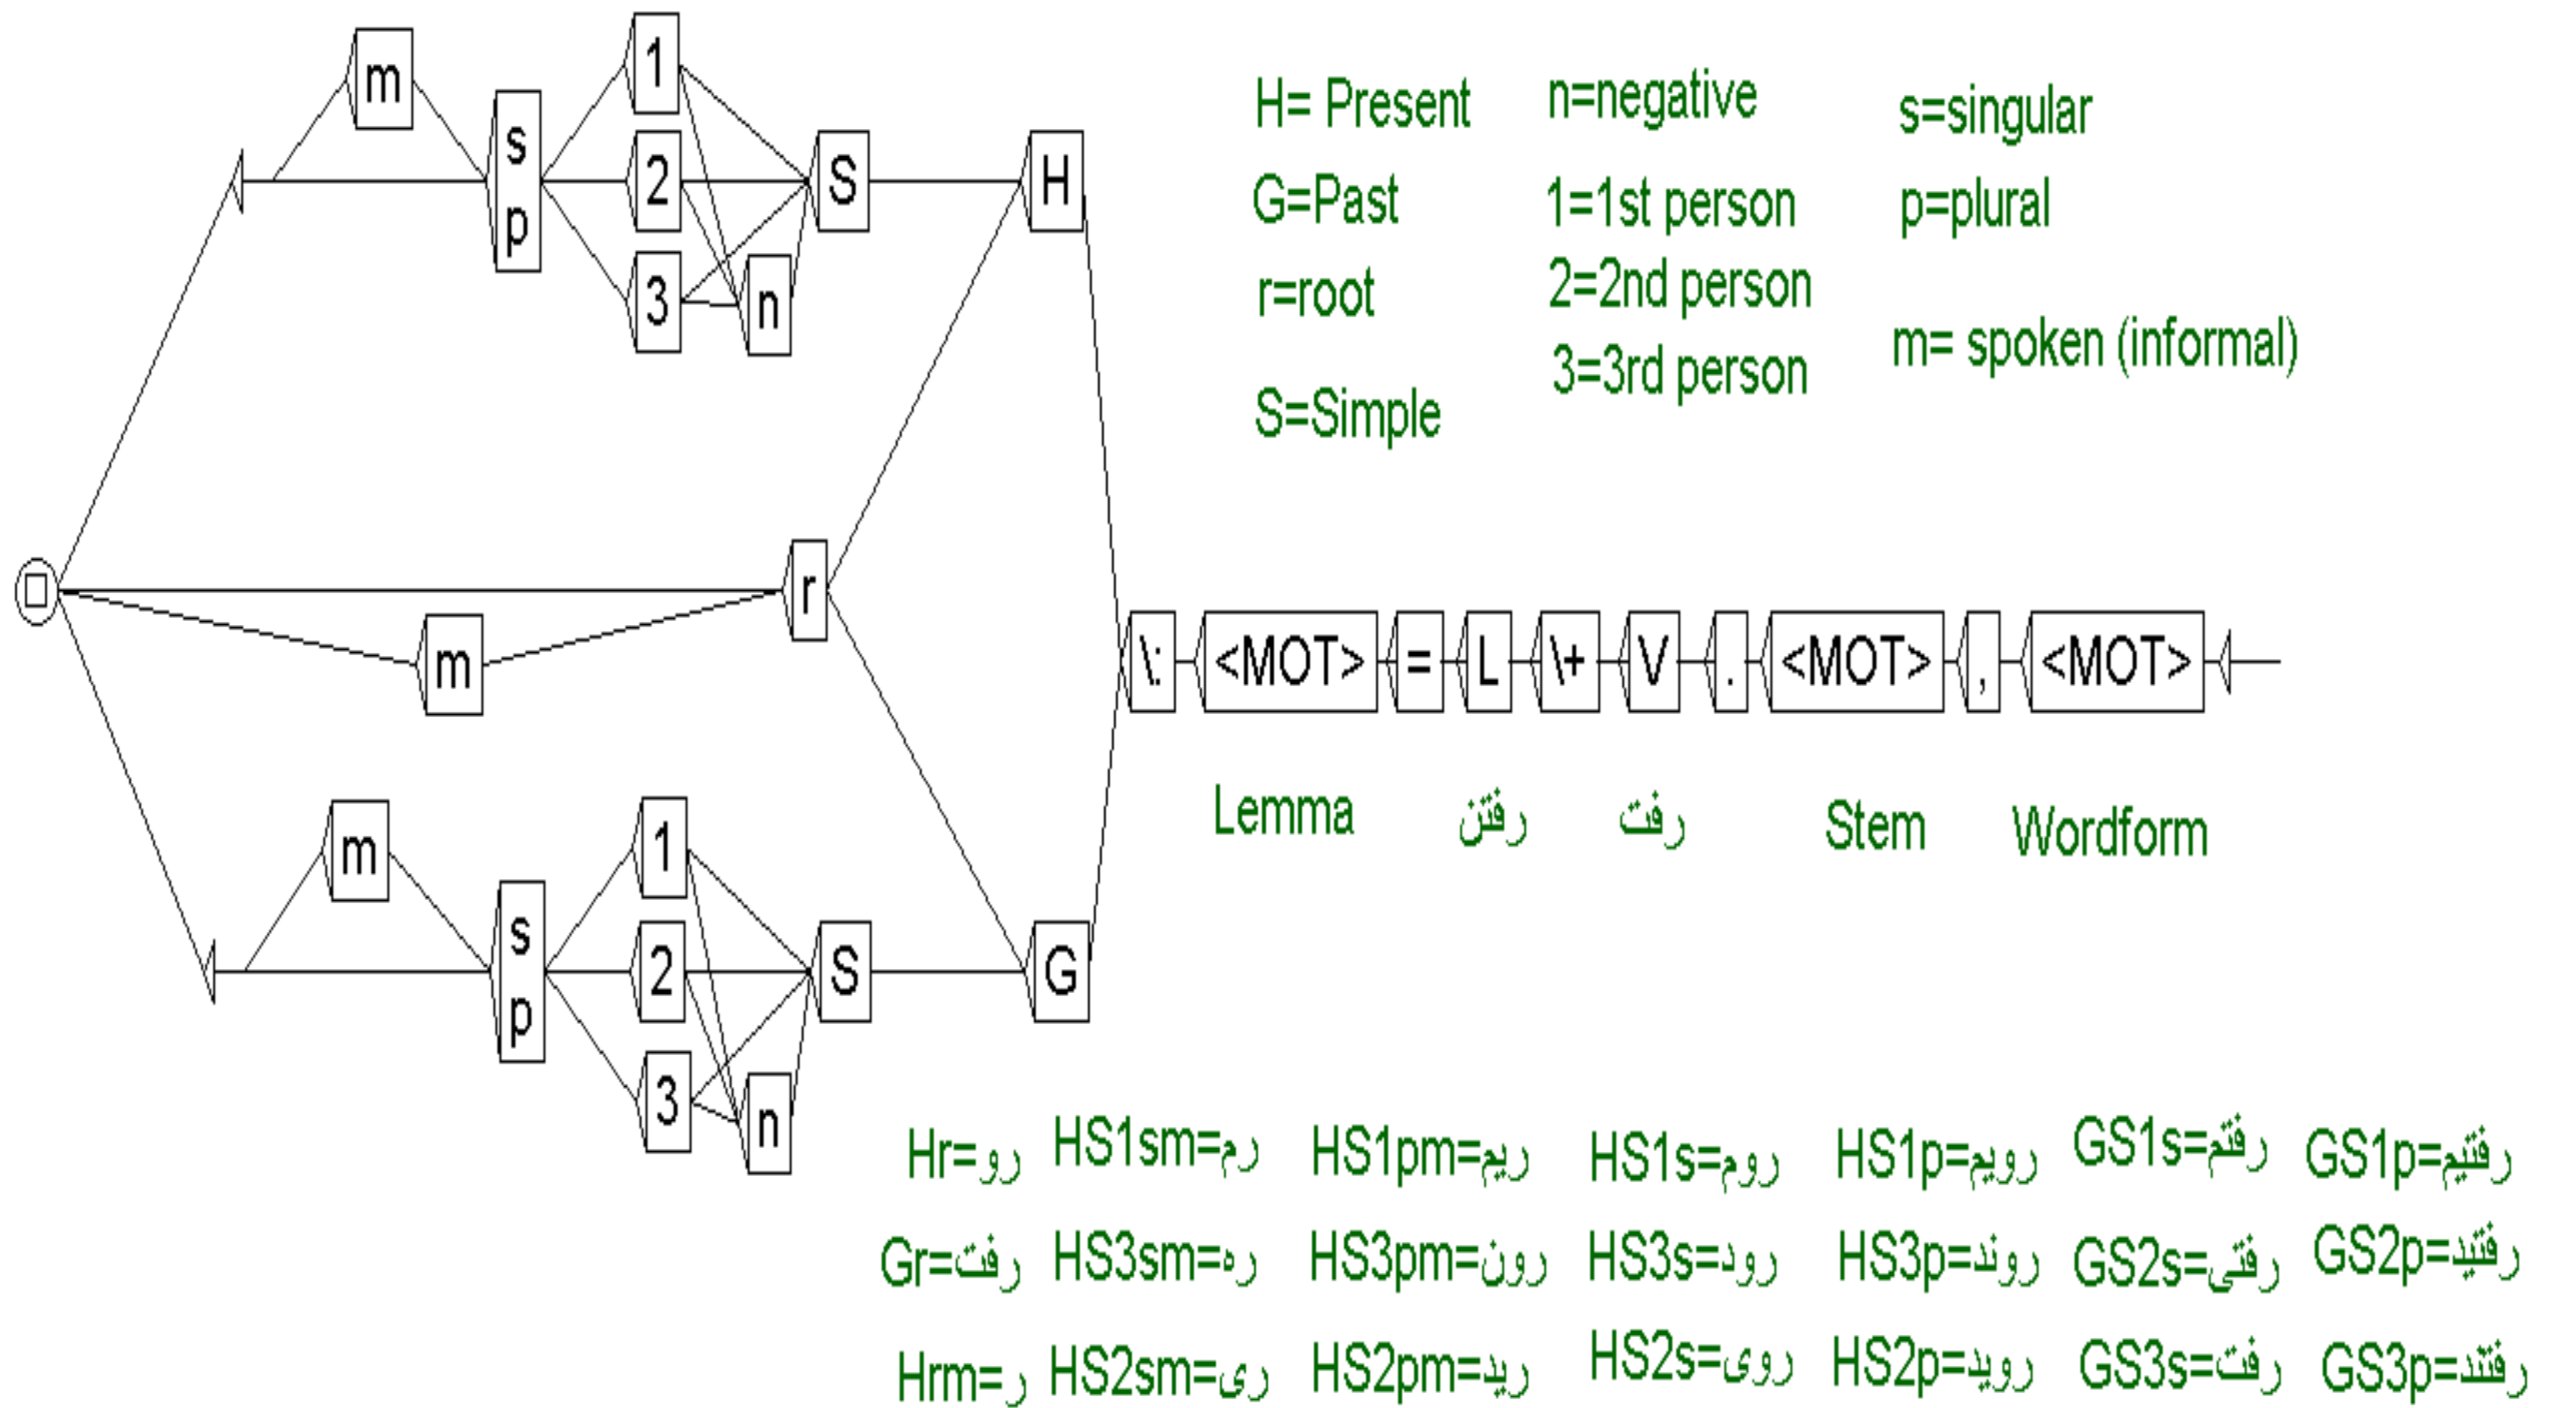 m
s
p
1
2
3
n
S
H
m
r
m
s
p
1
2
3
n
S
G
\:
<MOT>
=
L
\+
V
.
<MOT>
,
<MOT>
H= Present
G=Past
r=root
S=Simple
n=negative
1=1st person
2=2nd person
3=3rd person
s=singular
p=plural
m= spoken (informal)
Lemma
رفتن
رفت
Stem
Wordform
Hr=رو
HS1sm=رم
HS1pm=ریم
HS1s=روم
HS1p=رویم
GS1s=رفتم
GS1p=رفتیم
Gr=رفت
HS3sm=ره
HS3pm=رون
HS3s=رود
HS3p=روند
GS2s=رفتی
GS2p=رفتید
Hrm=ر
HS2sm=ری
HS2pm=رید
HS2s=روی
HS2p=روید
GS3s=رفت
GS3p=رفتند